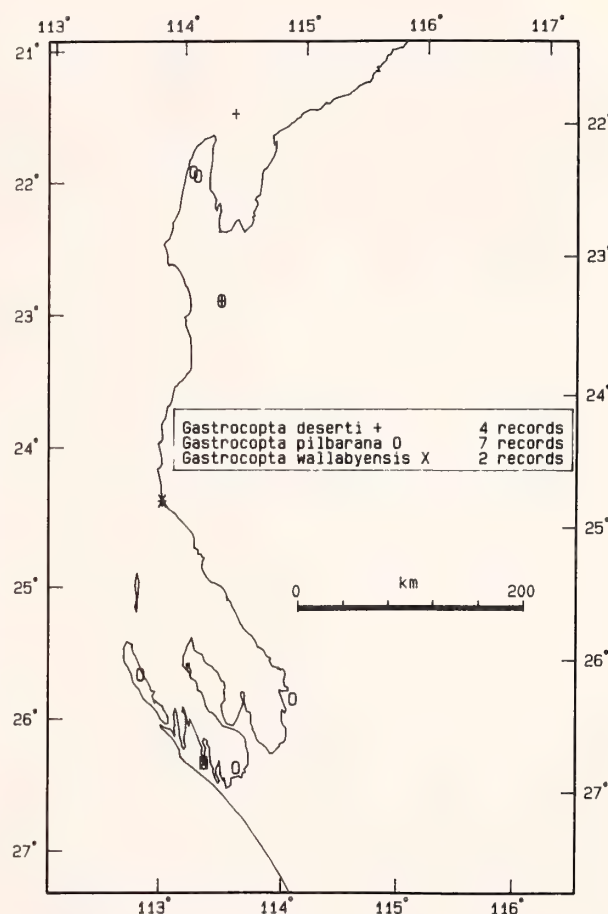 113° 114° 115° 116° 117°
21°
22°
22°
23°
23°
24°
24°
Gastrocopta deserti + 4 records
Gastrocopta pilbarana O 7 records
Gastrocopta wallabyensis X 2 records
25°
25°
0 km 200
26°
26°
27°
27°
113° 114° 115° 116°